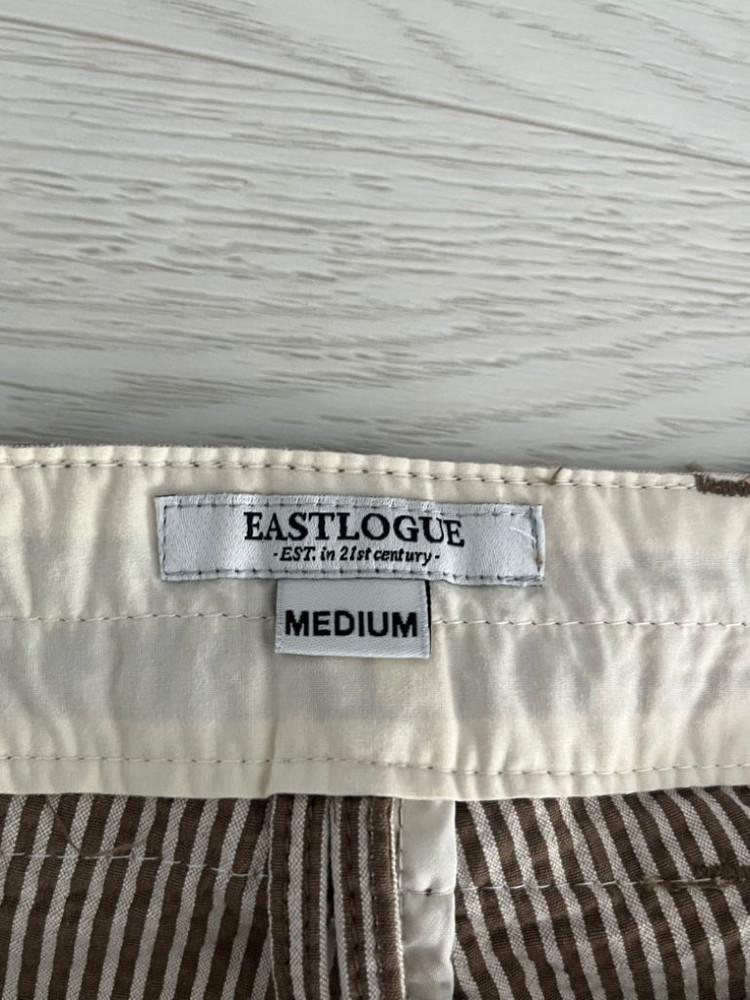 EASTLOGUE
-EST. in 21st century-
MEDIUM